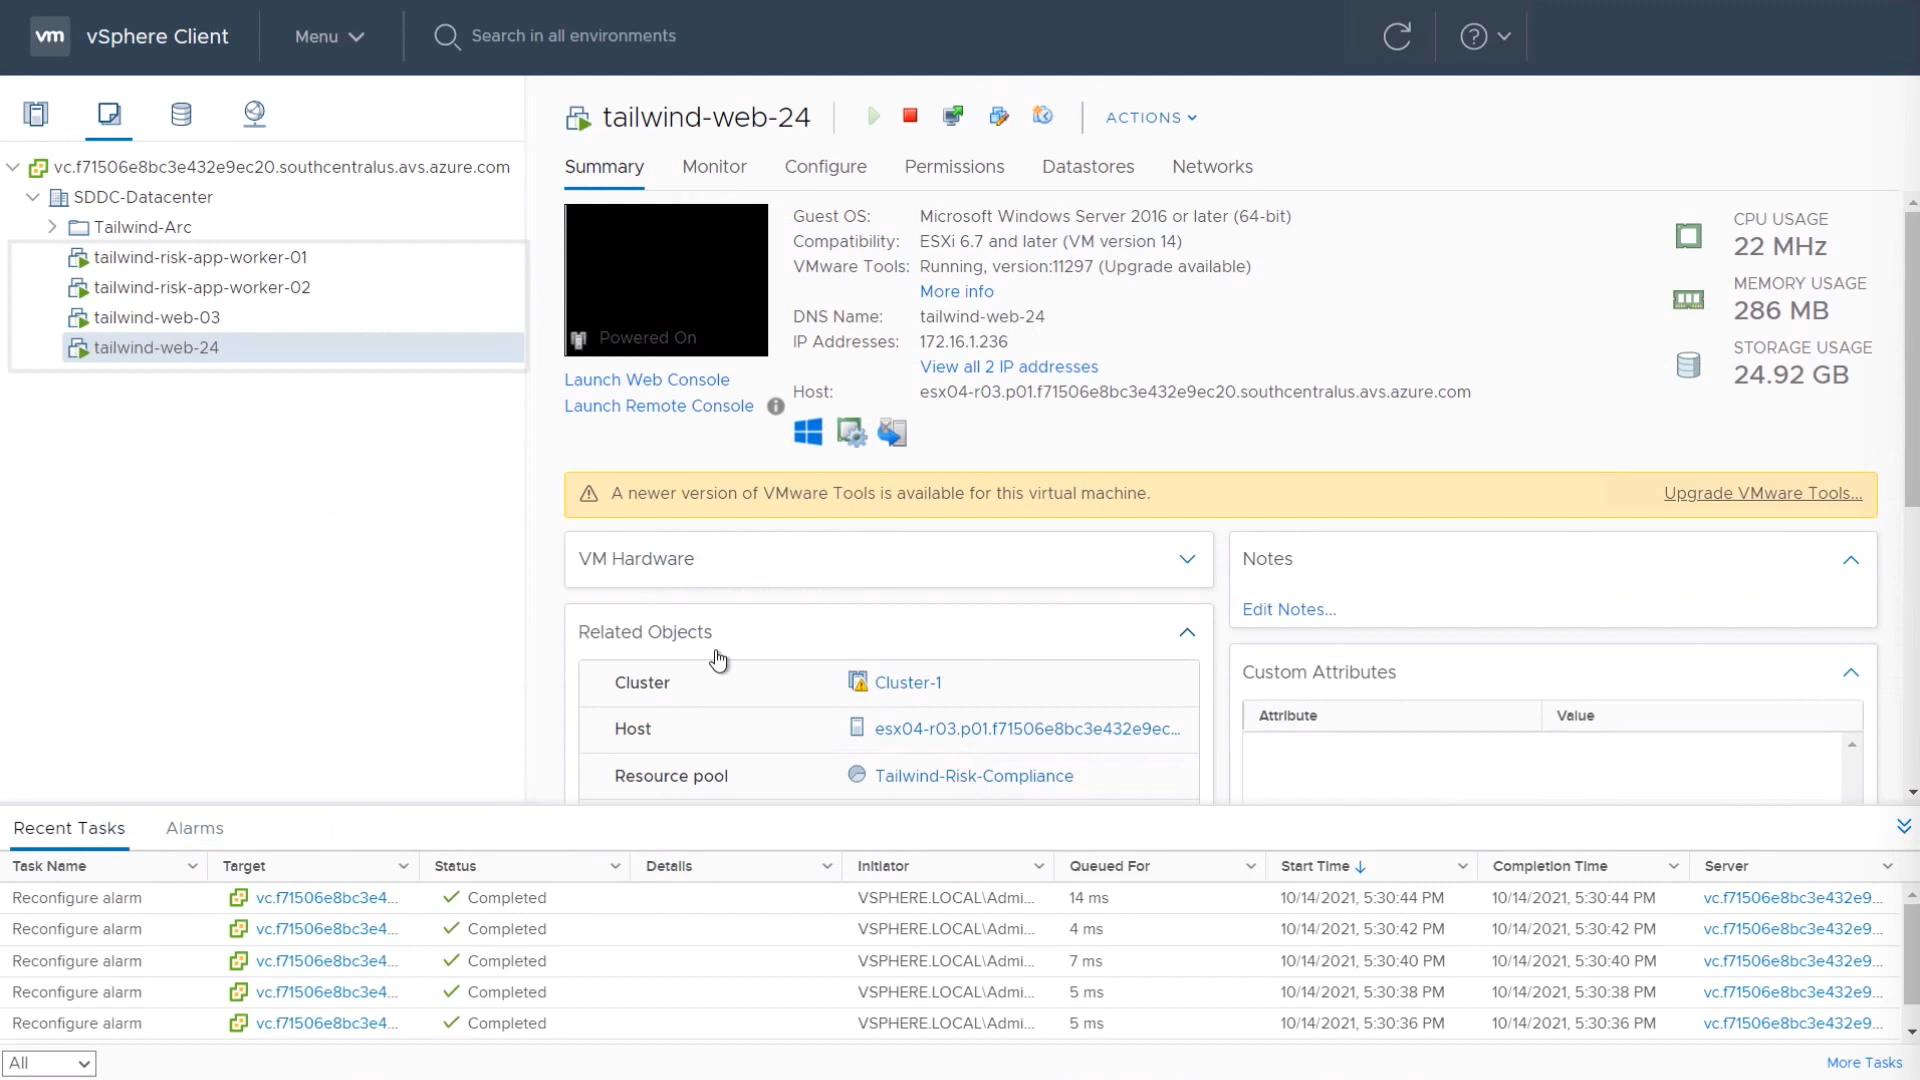 vm vSphere Client Menu Search in all environments
vc.f71506e8bc3e432e9ec20.southcentralus.avs.azure.com
SDDC-Datacenter
Tailwind-Arc
tailwind-risk-app-worker-01
tailwind-risk-app-worker-02
tailwind-web-03
tailwind-web-24
tailwind-web-24 ACTIONS
Summary Monitor Configure Permissions Datastores Networks
Powered On
Launch Web Console
Launch Remote Console
Guest OS: Microsoft Windows Server 2016 or later (64-bit)
Compatibility: ESXi 6.7 and later (VM version 14)
VMware Tools: Running, version:11297 (Upgrade available)
More info
DNS Name: tailwind-web-24
IP Addresses: 172.16.1.236
View all 2 IP addresses
Host: esx04-r03.p01.f71506e8bc3e432e9ec20.southcentralus.avs.azure.com
CPU USAGE
22 MHz
MEMORY USAGE
286 MB
STORAGE USAGE
24.92 GB
A newer version of VMware Tools is available for this virtual machine. Upgrade VMware Tools...
VM Hardware
Related Objects
Cluster Cluster-1
Host esx04-r03.p01.f71506e8bc3e432e9ec...
Resource pool Tailwind-Risk-Compliance
Notes
Edit Notes...
Custom Attributes
Attribute Value
Recent Tasks Alarms
Task Name Target Status Details Initiator Queued For Start Time Completion Time Server
Reconfigure alarm vc.f71506e8bc3e4... Completed VSPHERE.LOCAL\Admi... 14 ms 10/14/2021, 5:30:44 PM 10/14/2021, 5:30:44 PM vc.f71506e8bc3e432e9...
Reconfigure alarm vc.f71506e8bc3e4... Completed VSPHERE.LOCAL\Admi... 4 ms 10/14/2021, 5:30:42 PM 10/14/2021, 5:30:42 PM vc.f71506e8bc3e432e9...
Reconfigure alarm vc.f71506e8bc3e4... Completed VSPHERE.LOCAL\Admi... 7 ms 10/14/2021, 5:30:40 PM 10/14/2021, 5:30:40 PM vc.f71506e8bc3e432e9...
Reconfigure alarm vc.f71506e8bc3e4... Completed VSPHERE.LOCAL\Admi... 5 ms 10/14/2021, 5:30:38 PM 10/14/2021, 5:30:38 PM vc.f71506e8bc3e432e9...
Reconfigure alarm vc.f71506e8bc3e4... Completed VSPHERE.LOCAL\Admi... 5 ms 10/14/2021, 5:30:36 PM 10/14/2021, 5:30:36 PM vc.f71506e8bc3e432e9...
All More Tasks